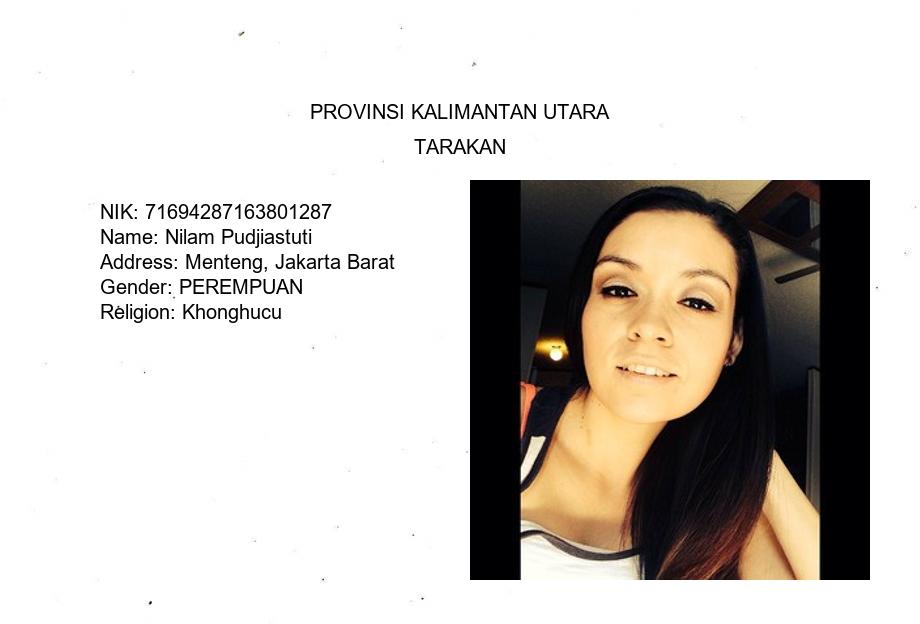 PROVINSI KALIMANTAN UTARA
TARAKAN
NIK: 71694287163801287
Name: Nilam Pudjiastuti
Address: Menteng, Jakarta Barat
Gender: PEREMPUAN
Religion: Khonghucu